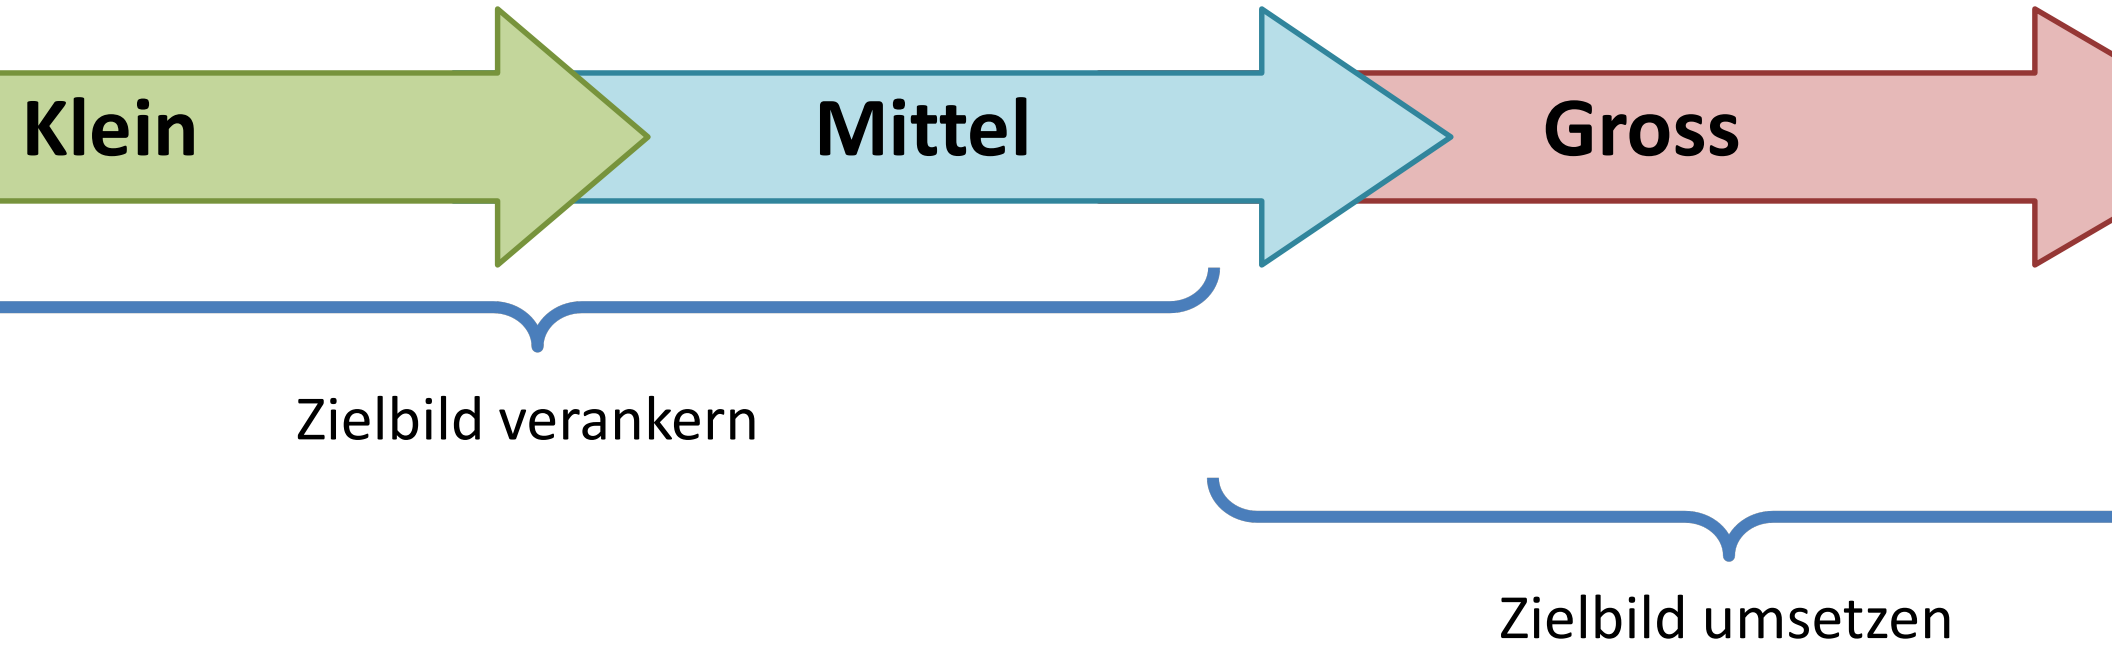 Klein Mittel Gross
Zielbild verankern
Zielbild umsetzen